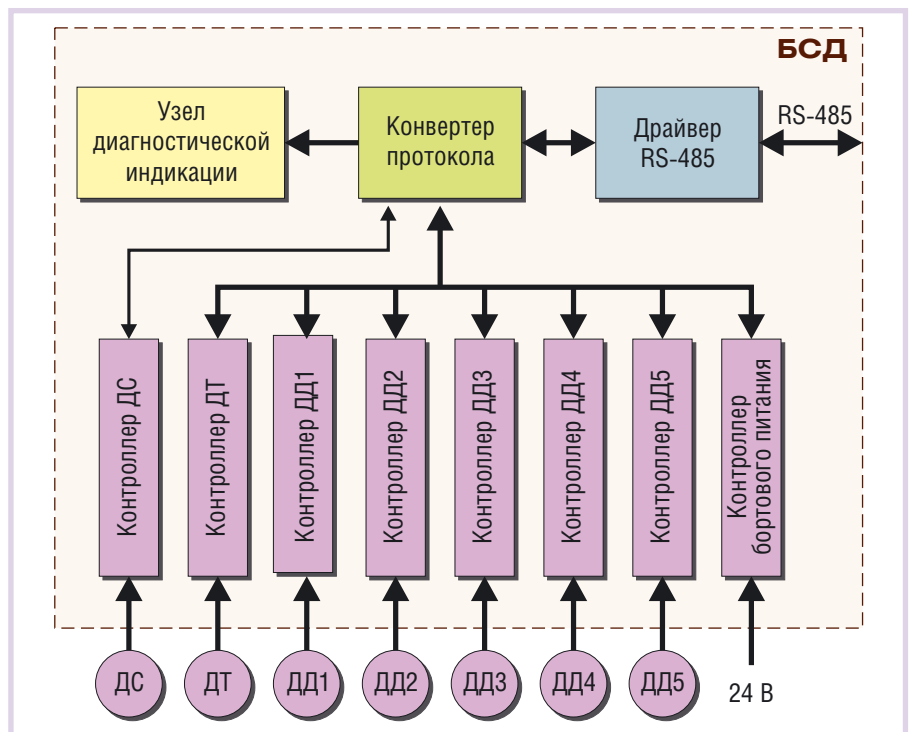 БСД
Узел
диагностической
индикации
Конвертер
протокола
Драйвер
RS-485
RS-485
Контроллер ДС
Контроллер ДТ
Контроллер ДД1
Контроллер ДД2
Контроллер ДД3
Контроллер ДД4
Контроллер ДД5
Контроллер
бортового питания
ДС
ДТ
ДД1
ДД2
ДД3
ДД4
ДД5
24 В